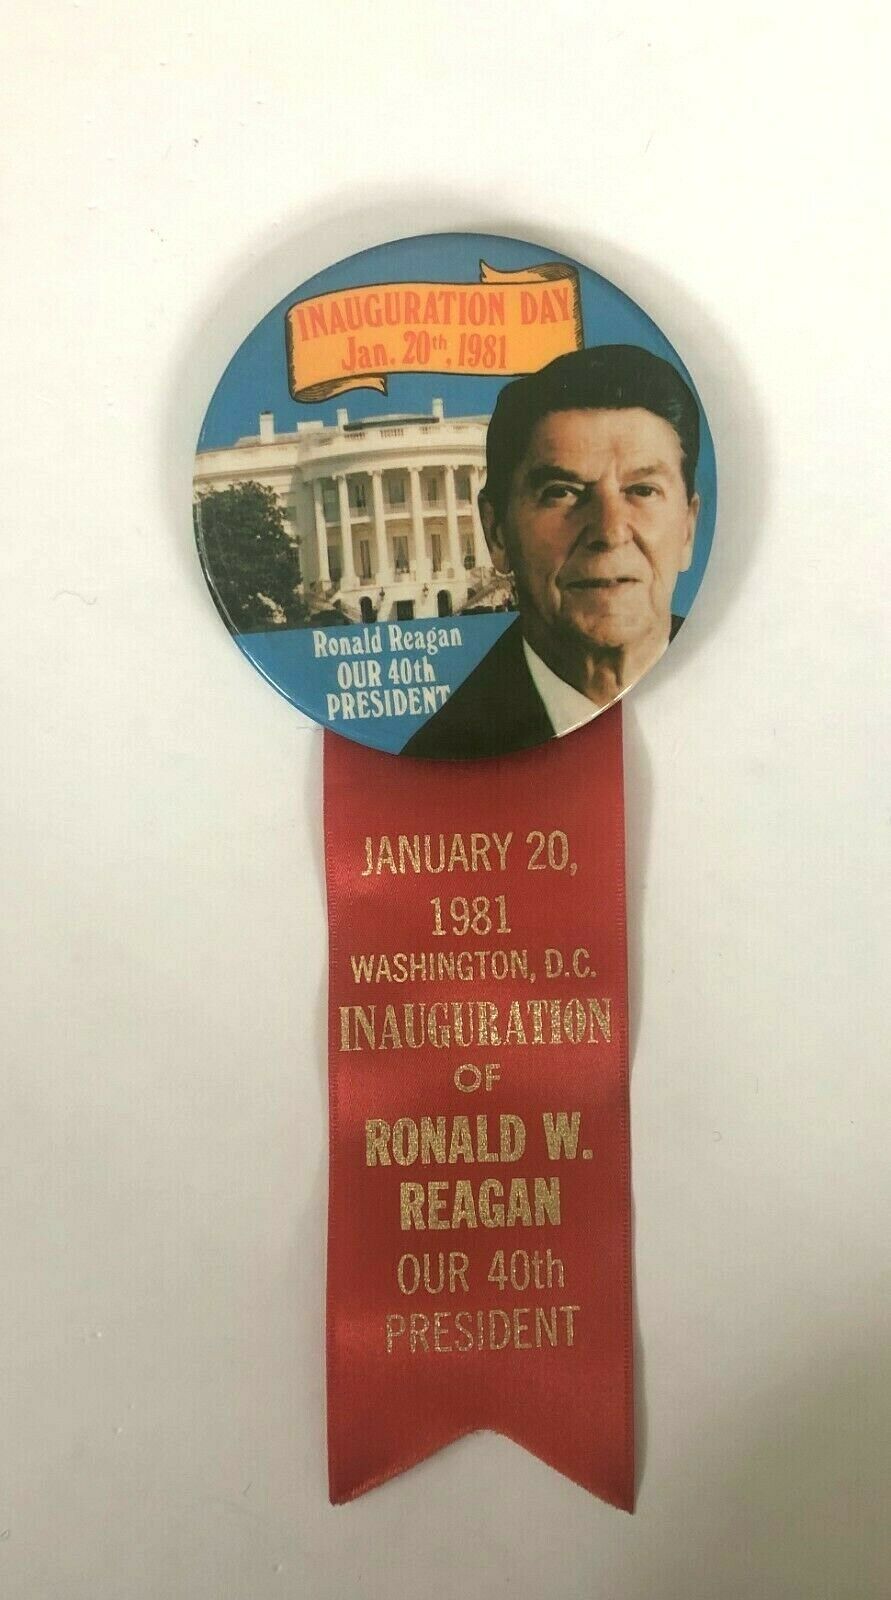 INAUGURATION DAY
Jan. 20th, 1981
Ronald Reagan
OUR 40th
PRESIDENT
JANUARY 20,
1981
WASHINGTON, D.C.
INAUGURATION
OF
RONALD W.
REAGAN
OUR 40th
PRESIDENT